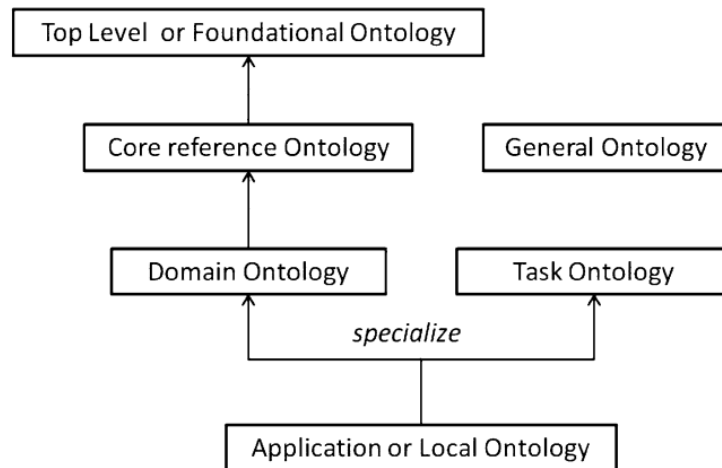 Top Level or Foundational Ontology
Core reference Ontology
General Ontology
Domain Ontology
Task Ontology
specialize
Application or Local Ontology